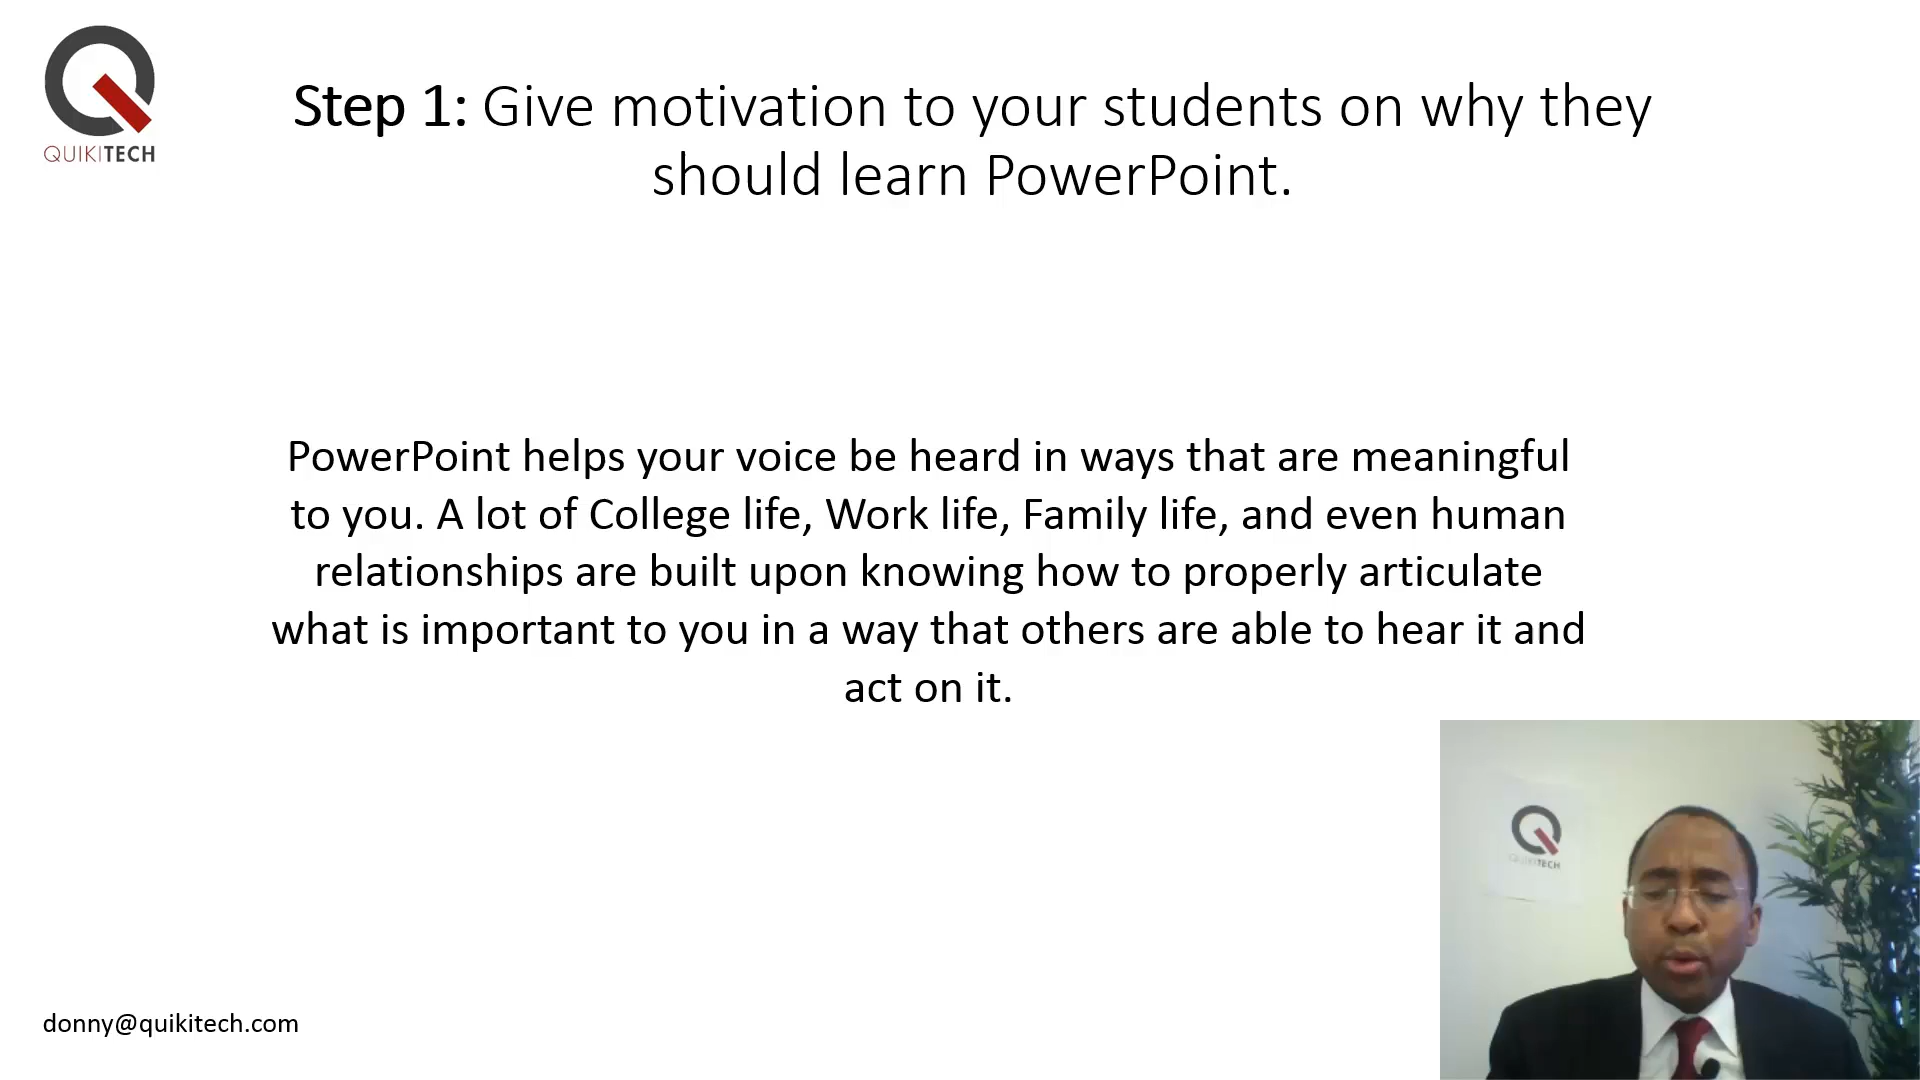 QUIKITECH
Step 1: Give motivation to your students on why they
should learn PowerPoint.
PowerPoint helps your voice be heard in ways that are meaningful
to you. A lot of College life, Work life, Family life, and even human
relationships are built upon knowing how to properly articulate
what is important to you in a way that others are able to hear it and
act on it.
QUIKITECH
donny@quikitech.com